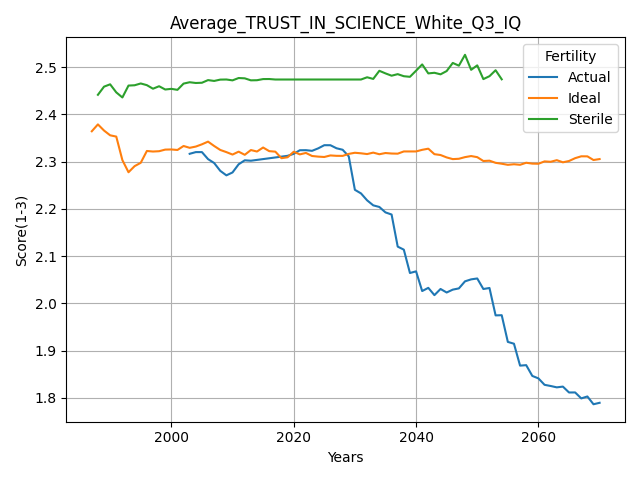 Average_TRUST_IN_SCIENCE_White_Q3_IQ
Fertility
Actual
Ideal
Sterile
Score(1-3)
2.5
2.4
2.3
2.2
2.1
2.0
1.9
1.8
2000
2020
2040
2060
Years